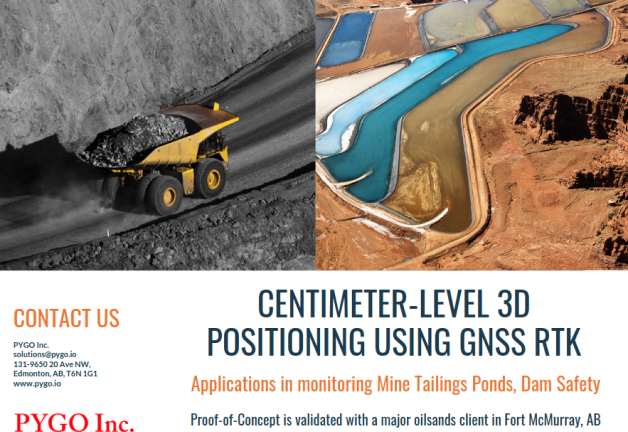 CONTACT US
PYGO Inc.
solutions@pygo.io
131-9650 20 Ave NW,
Edmonton, AB, T6N 1G1
www.pygo.io
PYGO Inc.
CENTIMETER-LEVEL 3D
POSITIONING USING GNSS RTK
Applications in monitoring Mine Tailings Ponds, Dam Safety
Proof-of-Concept is validated with a major oilsands client in Fort McMurray, AB